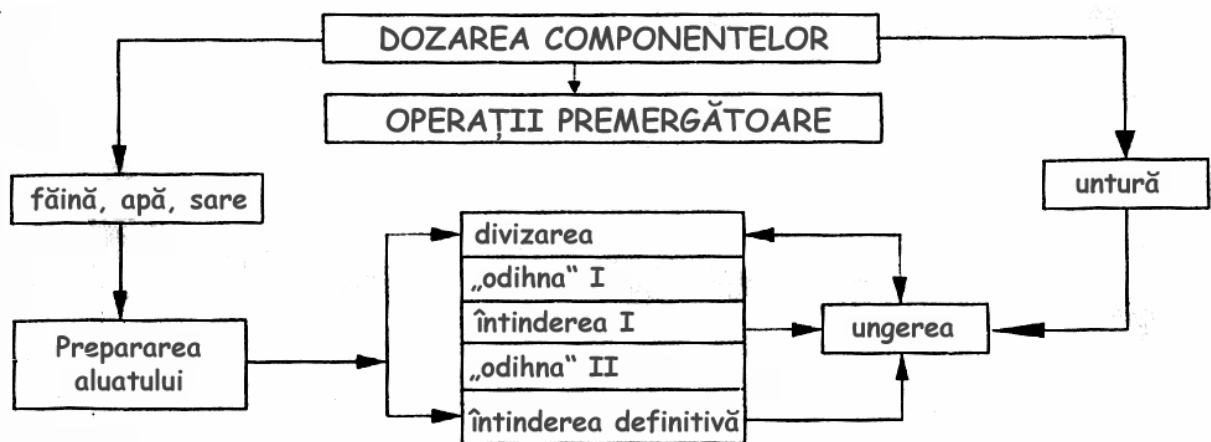 DOZAREA COMPONENTELOR
OPERAȚII PREMERGĂTOARE
făină, apă, sare
untură
divizarea
„odihna“ I
întinderea I
„odihna“ II
întinderea definitivă
ungerea
Prepararea
aluatului